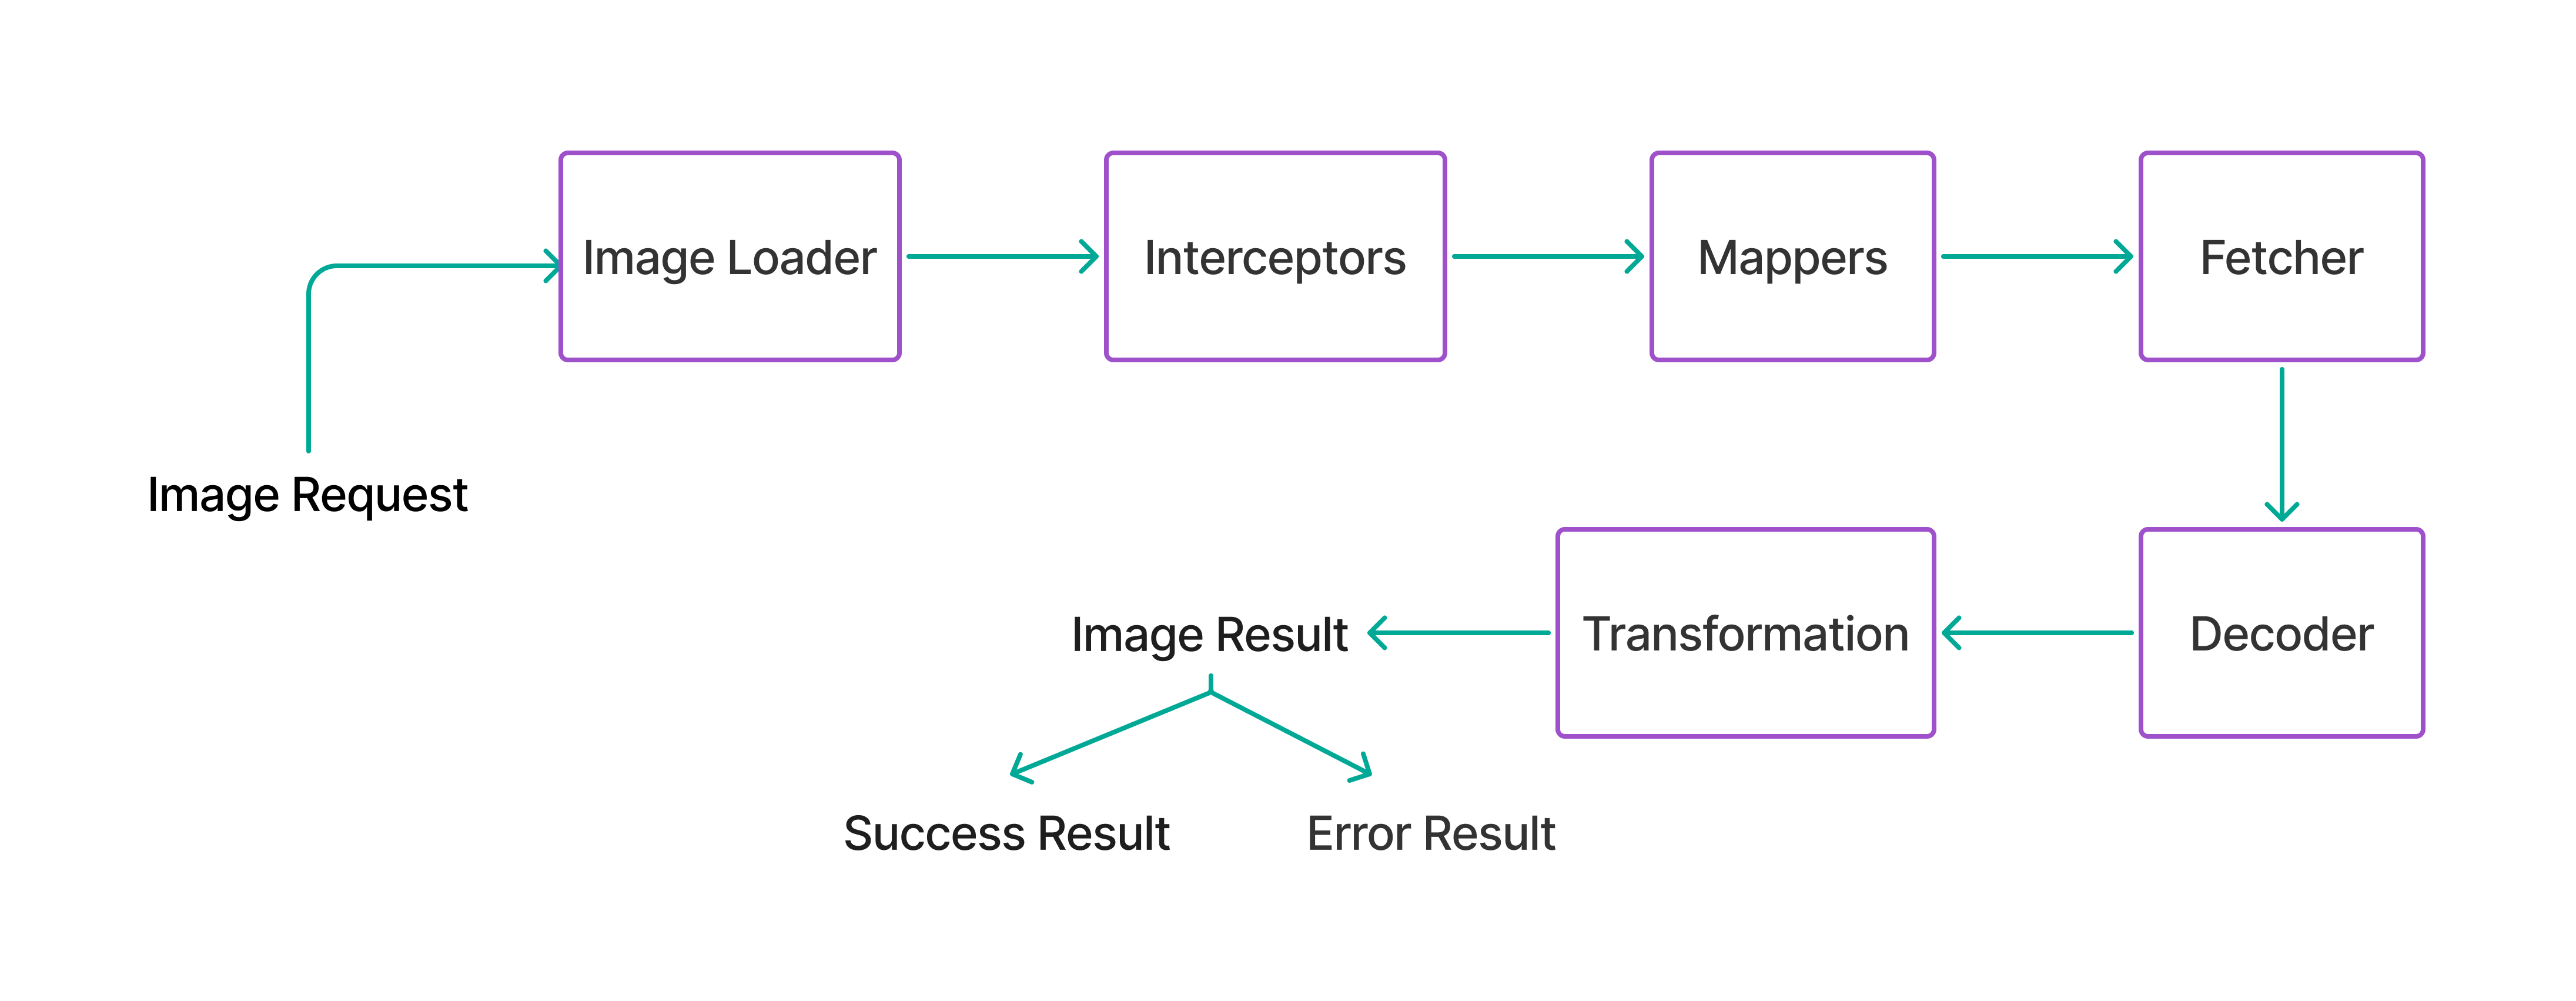 Image Loader
Interceptors
Mappers
Fetcher
Image Request
Image Result
Transformation
Decoder
Success Result
Error Result